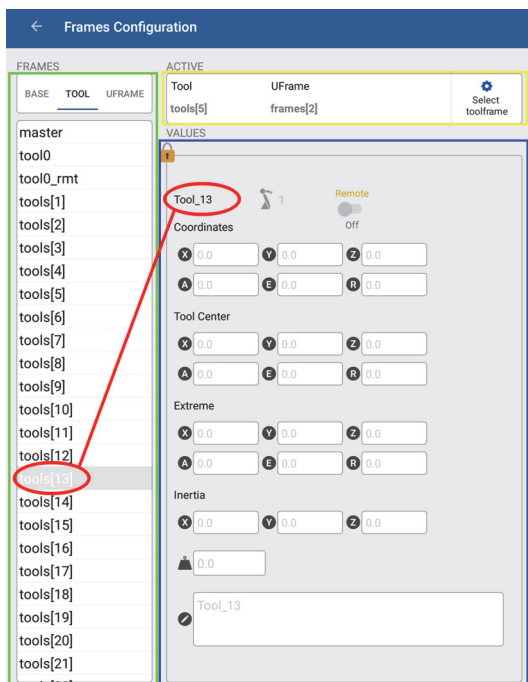 ← Frames Configuration
FRAMES
BASE TOOL UFRAME
master
tool0
tool0_rmt
tools[1]
tools[2]
tools[3]
tools[4]
tools[5]
tools[6]
tools[7]
tools[8]
tools[9]
tools[10]
tools[11]
tools[12]
tools[13]
tools[14]
tools[15]
tools[16]
tools[17]
tools[18]
tools[19]
tools[20]
tools[21]
ACTIVE
Tool UFrame
tools[5] frames[2]
Select
toolframe
VALUES
Tool_13 1 Remote
Off
Coordinates
X 0.0 Y 0.0 Z 0.0
A 0.0 E 0.0 R 0.0
Tool Center
X 0.0 Y 0.0 Z 0.0
A 0.0 E 0.0 R 0.0
Extreme
X 0.0 Y 0.0 Z 0.0
A 0.0 E 0.0 R 0.0
Inertia
X 0.0 Y 0.0 Z 0.0
0.0
Tool_13